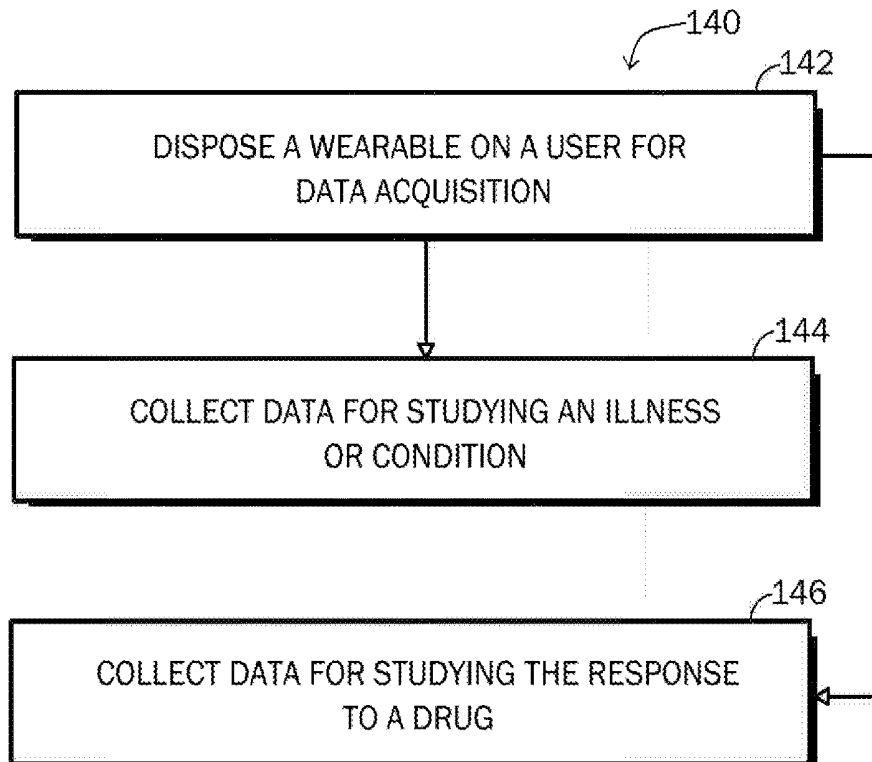 140
142
DISPOSE A WEARABLE ON A USER FOR
DATA ACQUISITION
144
COLLECT DATA FOR STUDYING AN ILLNESS
OR CONDITION
146
COLLECT DATA FOR STUDYING THE RESPONSE
TO A DRUG